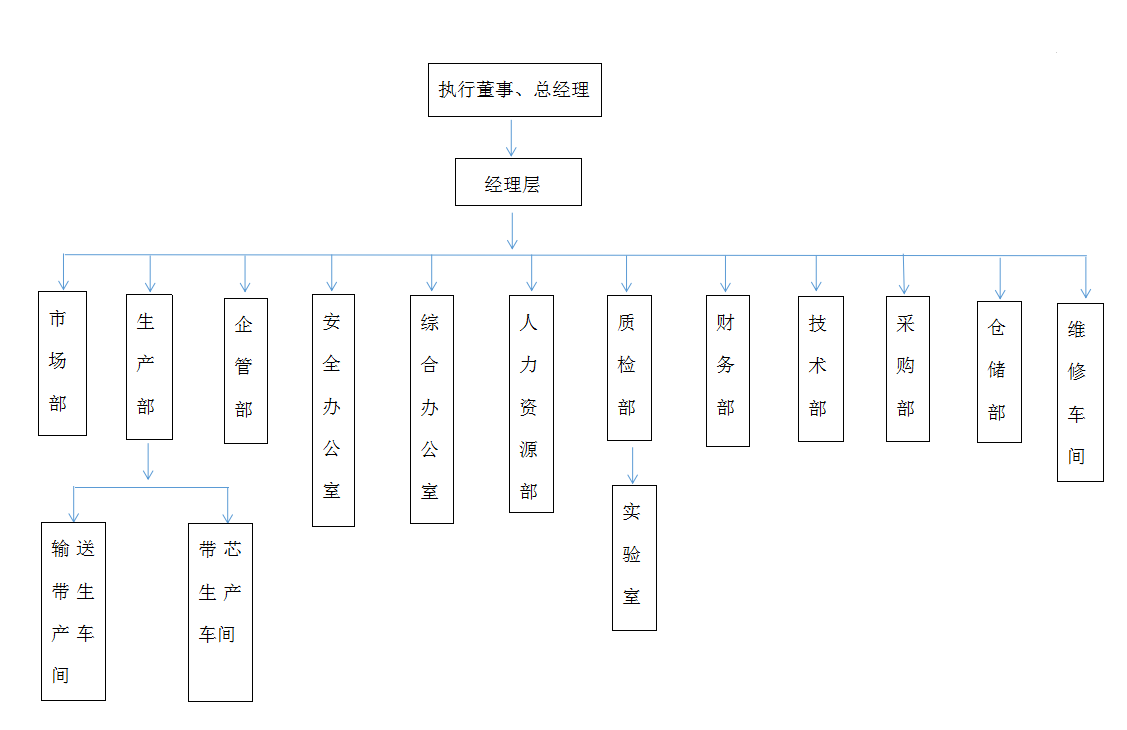 执行董事、总经理
经理层
市场部
生产部
企管部
安全办公室
综合办公室
人力资源部
质检部
财务部
技术部
采购部
仓储部
维修车间
输送
带生
产车
间
带芯
生产
车间
实验室